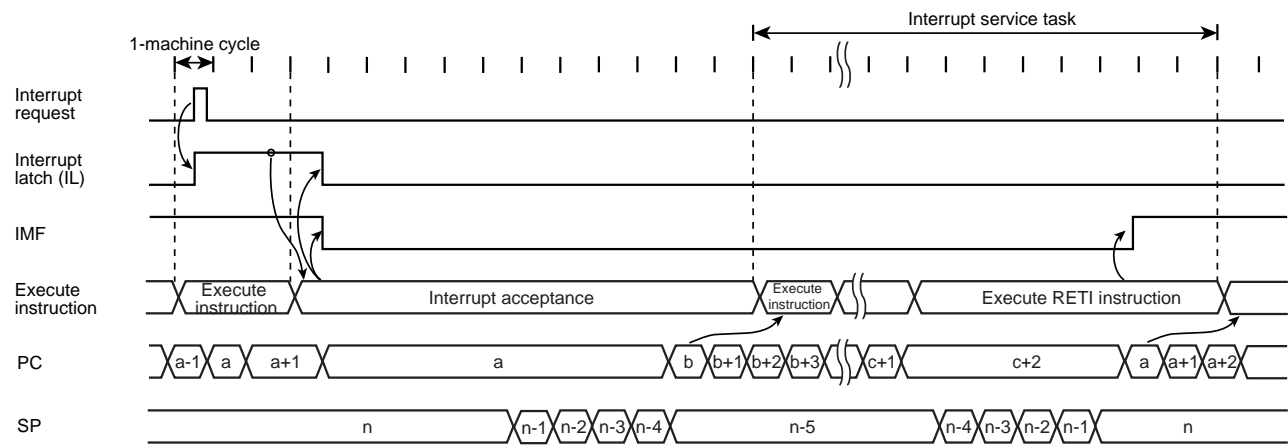 Interrupt service task
1-machine cycle
Interrupt
request
Interrupt
latch (IL)
IMF
Execute
instruction
Execute
instruction
Interrupt acceptance
Execute
instruction
Execute RETI instruction
PC
a-1
a
a+1
a
b
b+1
b+2
b+3
c+1
c+2
a
a+1
a+2
SP
n
n-1
n-2
n-3
n-4
n-5
n-4
n-3
n-2
n-1
n